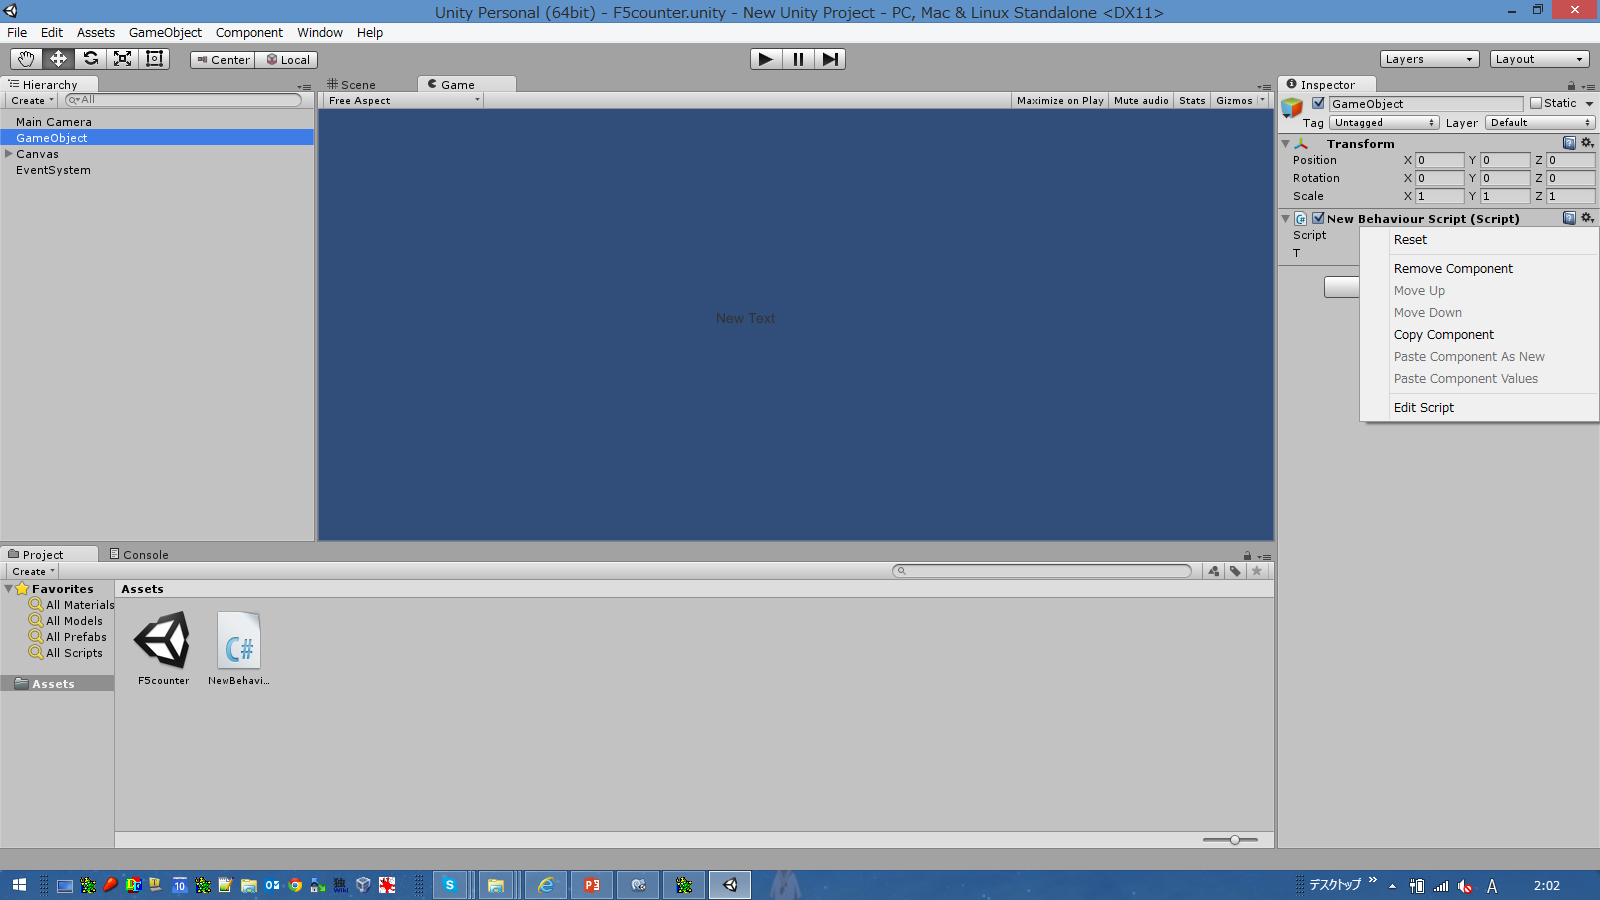 Unity Personal (64bit) - F5counter.unity - New Unity Project - PC, Mac & Linux Standalone <DX11>
File Edit Assets GameObject Component Window Help
Center Local Layers Layout
Hierarchy
Create All
Main Camera
GameObject
Canvas
EventSystem
Scene Game
Free Aspect Maximize on Play Mute audio Stats Gizmos
New Text
Inspector
GameObject Static
Tag Untagged Layer Default
Transform
Position X 0 Y 0 Z 0
Rotation X 0 Y 0 Z 0
Scale X 1 Y 1 Z 1
New Behaviour Script (Script)
Script
T
Reset
Remove Component
Move Up
Move Down
Copy Component
Paste Component As New
Paste Component Values
Edit Script
Project Console
Create
Favorites
All Materials
All Models
All Prefabs
All Scripts
Assets
Assets
F5counter NewBehavi...
C#
デスクトップ A 2:02